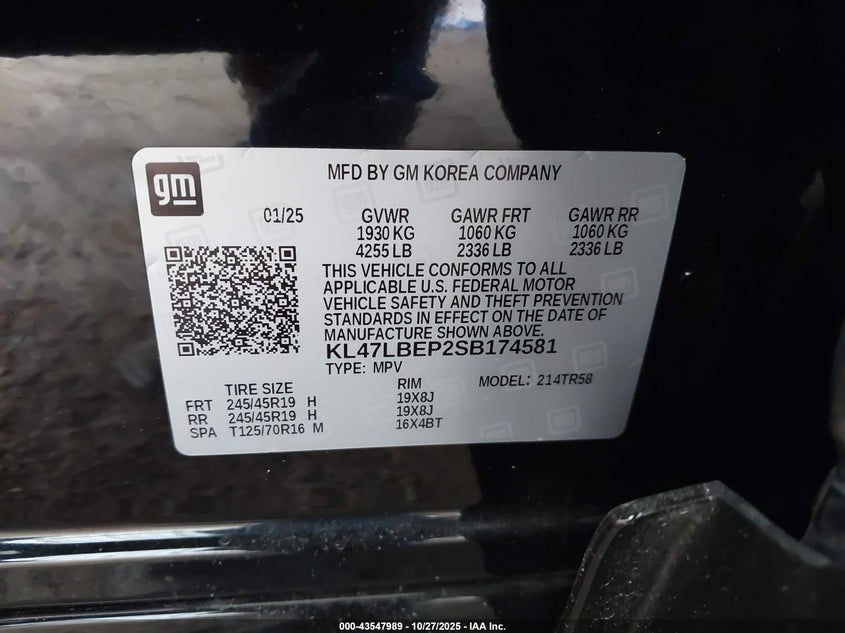 gm
MFD BY GM KOREA COMPANY
01/25 GVWR GAWR FRT GAWR RR
1930 KG 1060 KG 1060 KG
4255 LB 2336 LB 2336 LB
THIS VEHICLE CONFORMS TO ALL
APPLICABLE U.S. FEDERAL MOTOR
VEHICLE SAFETY AND THEFT PREVENTION
STANDARDS IN EFFECT ON THE DATE OF
MANUFACTURE SHOWN ABOVE.
KL47LBEP2SB174581
TYPE: MPV
TIRE SIZE RIM MODEL: 214TR58
FRT 245/45R19 H 19X8J
RR 245/45R19 H 19X8J
SPA T125/70R16 M 16X4BT
000-43547989 - 10/27/2025 - IAA Inc.